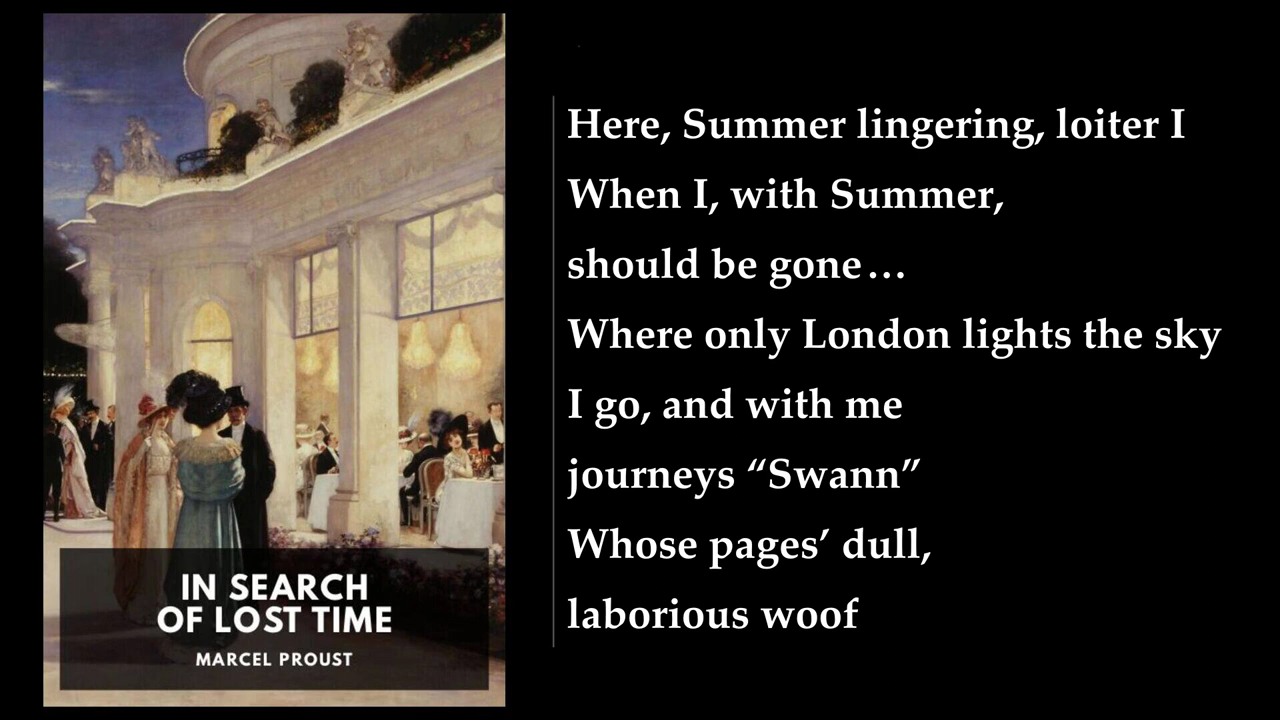 IN SEARCH
OF LOST TIME
MARCEL PROUST
Here, Summer lingering, loiter I
When I, with Summer,
should be gone…
Where only London lights the sky
I go, and with me
journeys “Swann”
Whose pages’ dull,
laborious woof